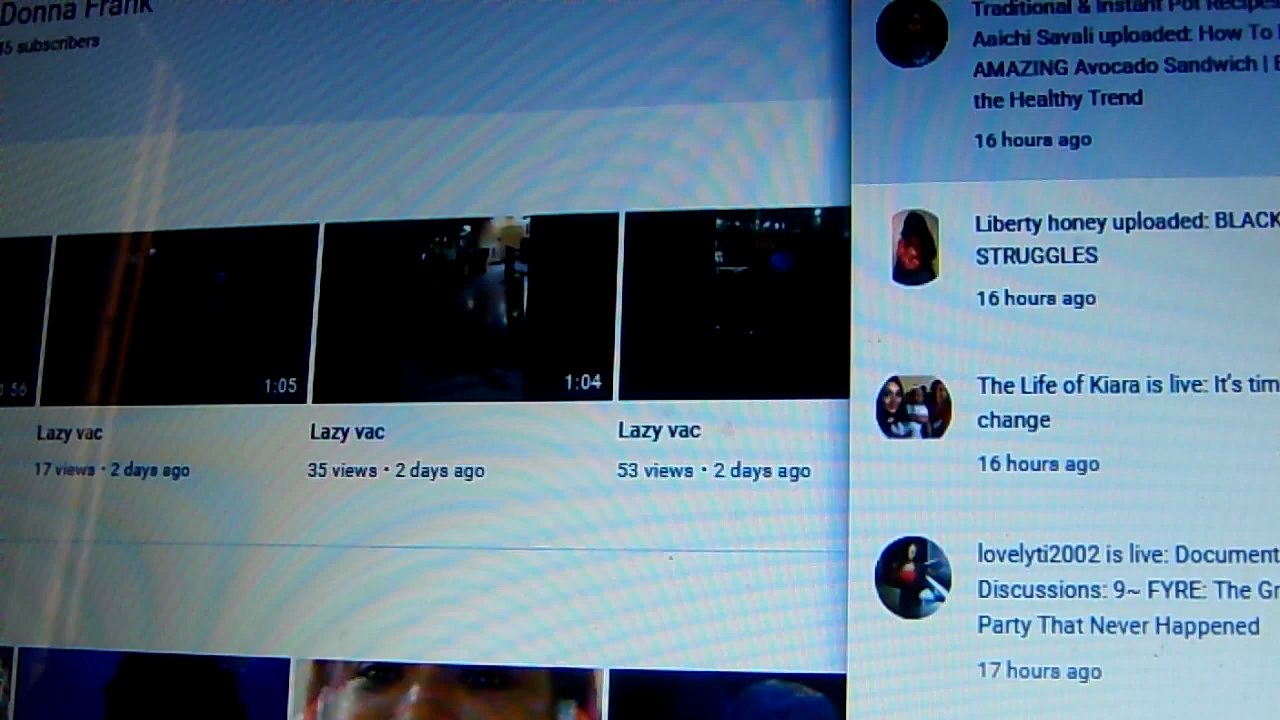 Donna Frank
45 subscribers
1:56
1:05
1:04
Lazy vac
Lazy vac
Lazy vac
17 views • 2 days ago
35 views • 2 days ago
53 views • 2 days ago
Traditional & Instant Pot Recipes
Aaichi Savali uploaded: How To
AMAZING Avocado Sandwich |
the Healthy Trend
16 hours ago
Liberty honey uploaded: BLACK
STRUGGLES
16 hours ago
The Life of Kiara is live: It's tim
change
16 hours ago
lovelyti2002 is live: Document
Discussions: 9~ FYRE: The Gr
Party That Never Happened
17 hours ago